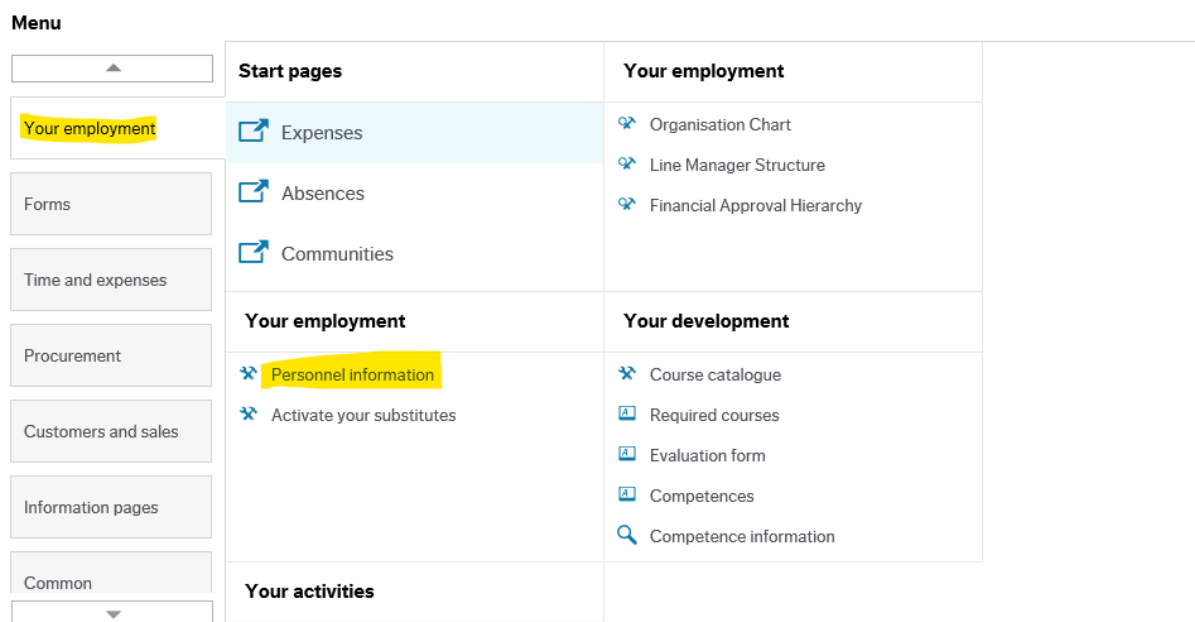 Menu
Your employment
Forms
Time and expenses
Procurement
Customers and sales
Information pages
Common
Start pages
Expenses
Absences
Communities
Your employment
Organisation Chart
Line Manager Structure
Financial Approval Hierarchy
Your employment
Personnel information
Activate your substitutes
Your development
Course catalogue
Required courses
Evaluation form
Competences
Competence information
Your activities